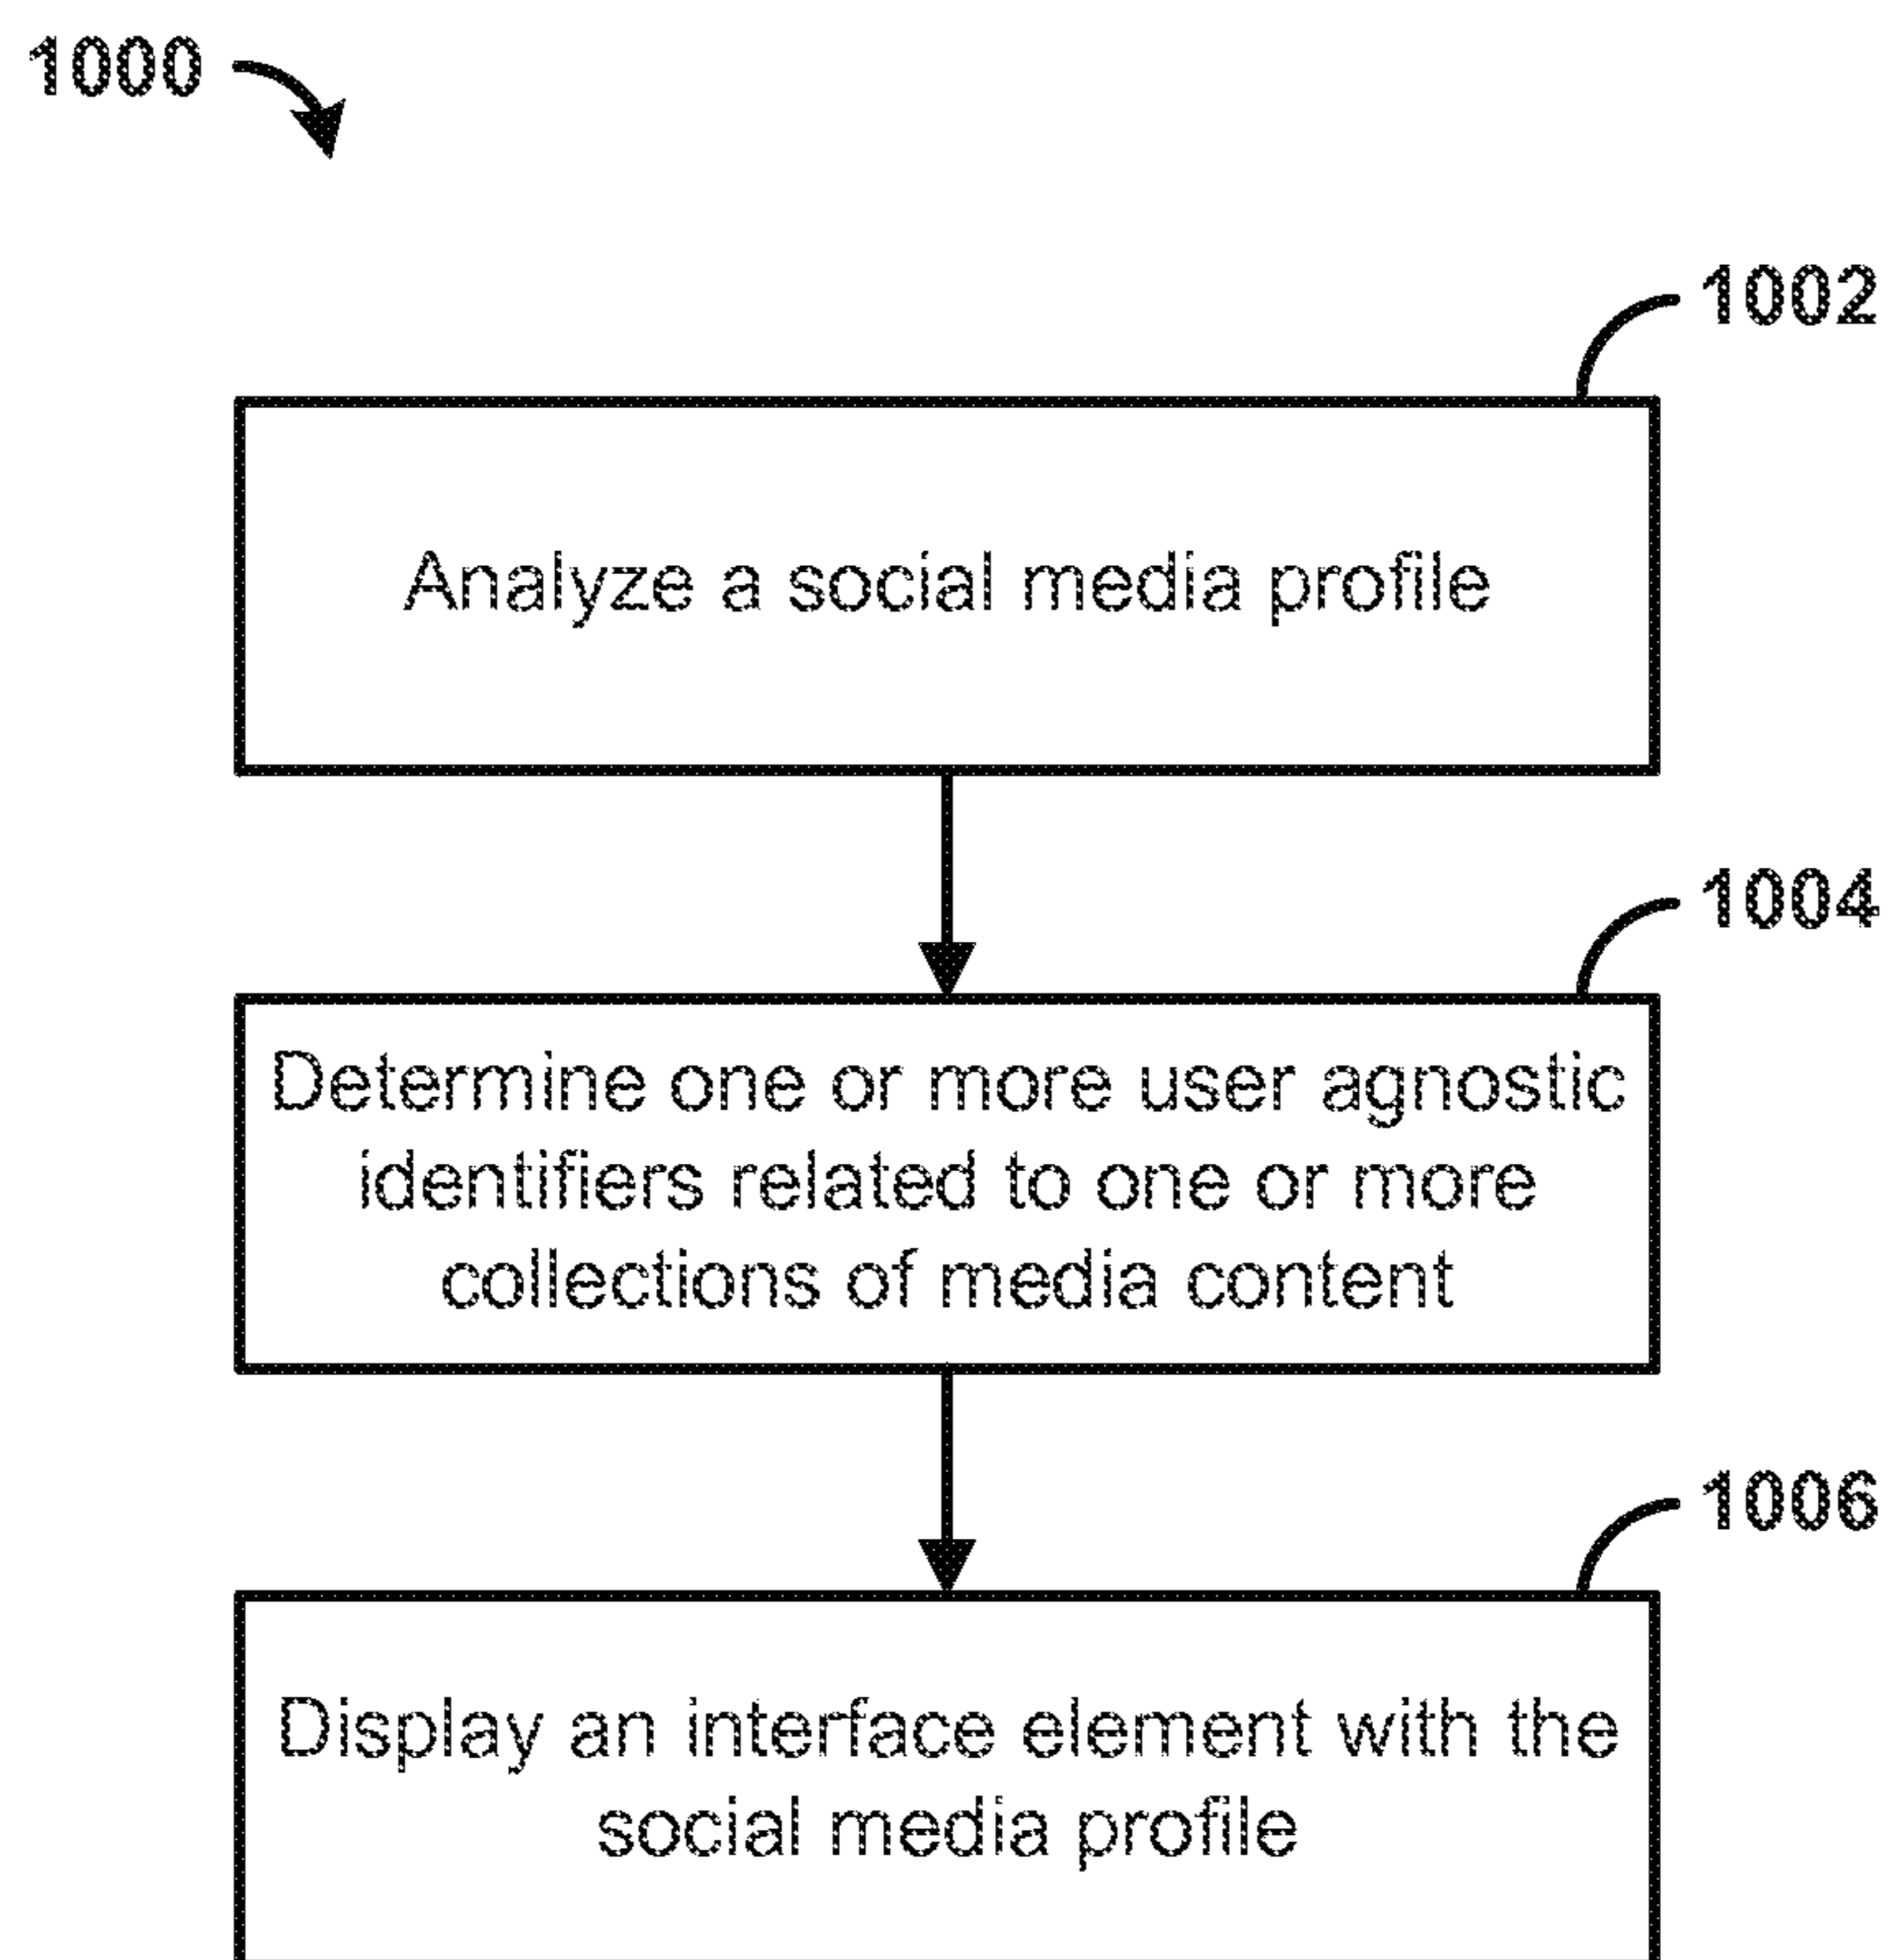 1000
1002
Analyze a social media profile
1004
Determine one or more user agnostic
identifiers related to one or more
collections of media content
1006
Display an interface element with the
social media profile